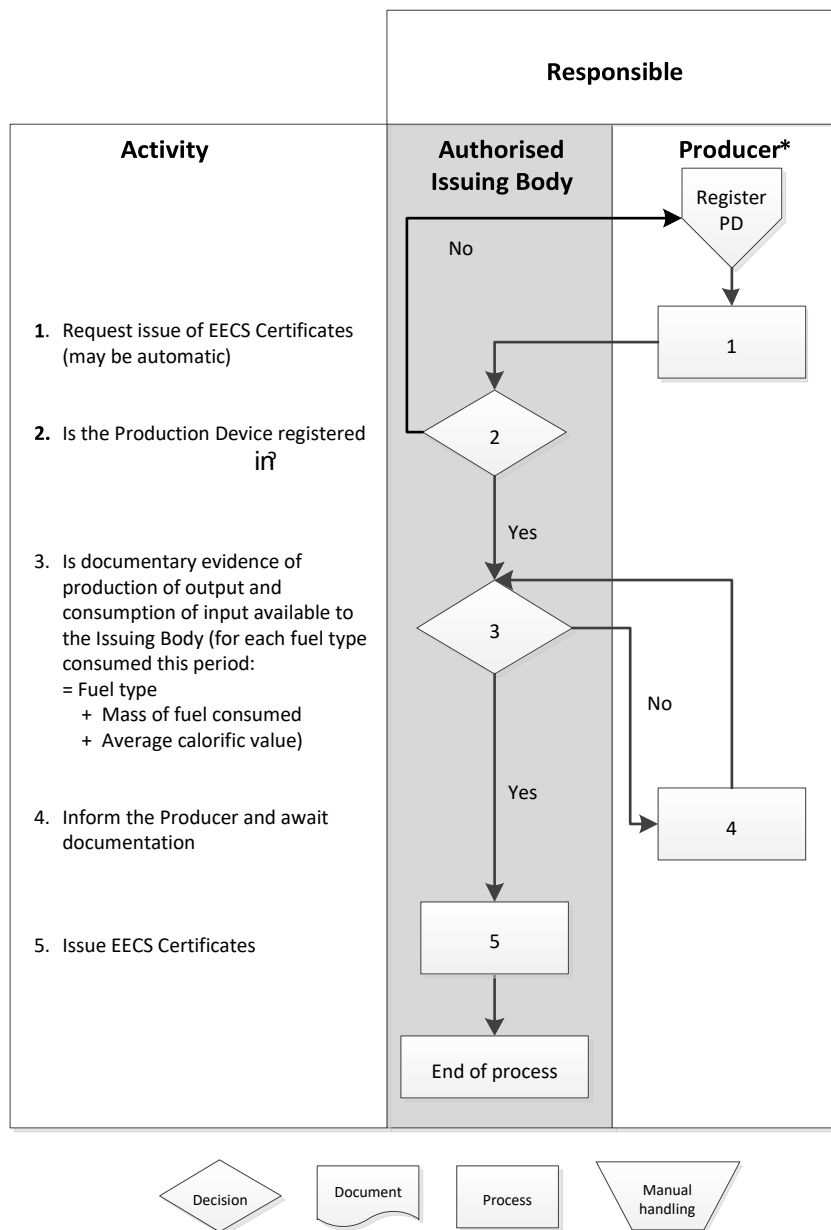 Responsible
Activity
Authorised
Issuing Body
Producer*
Register
PD
No
1. Request issue of EECS Certificates
(may be automatic)
1
2. Is the Production Device registered
2
Yes
3. Is documentary evidence of
production of output and
consumption of input available to
the Issuing Body (for each fuel type
consumed this period:
= Fuel type
+ Mass of fuel consumed
+ Average calorific value)
3
No
Yes
4. Inform the Producer and await
documentation
4
5. Issue EECS Certificates
5
End of process
Decision
Document
Process
Manual
handling